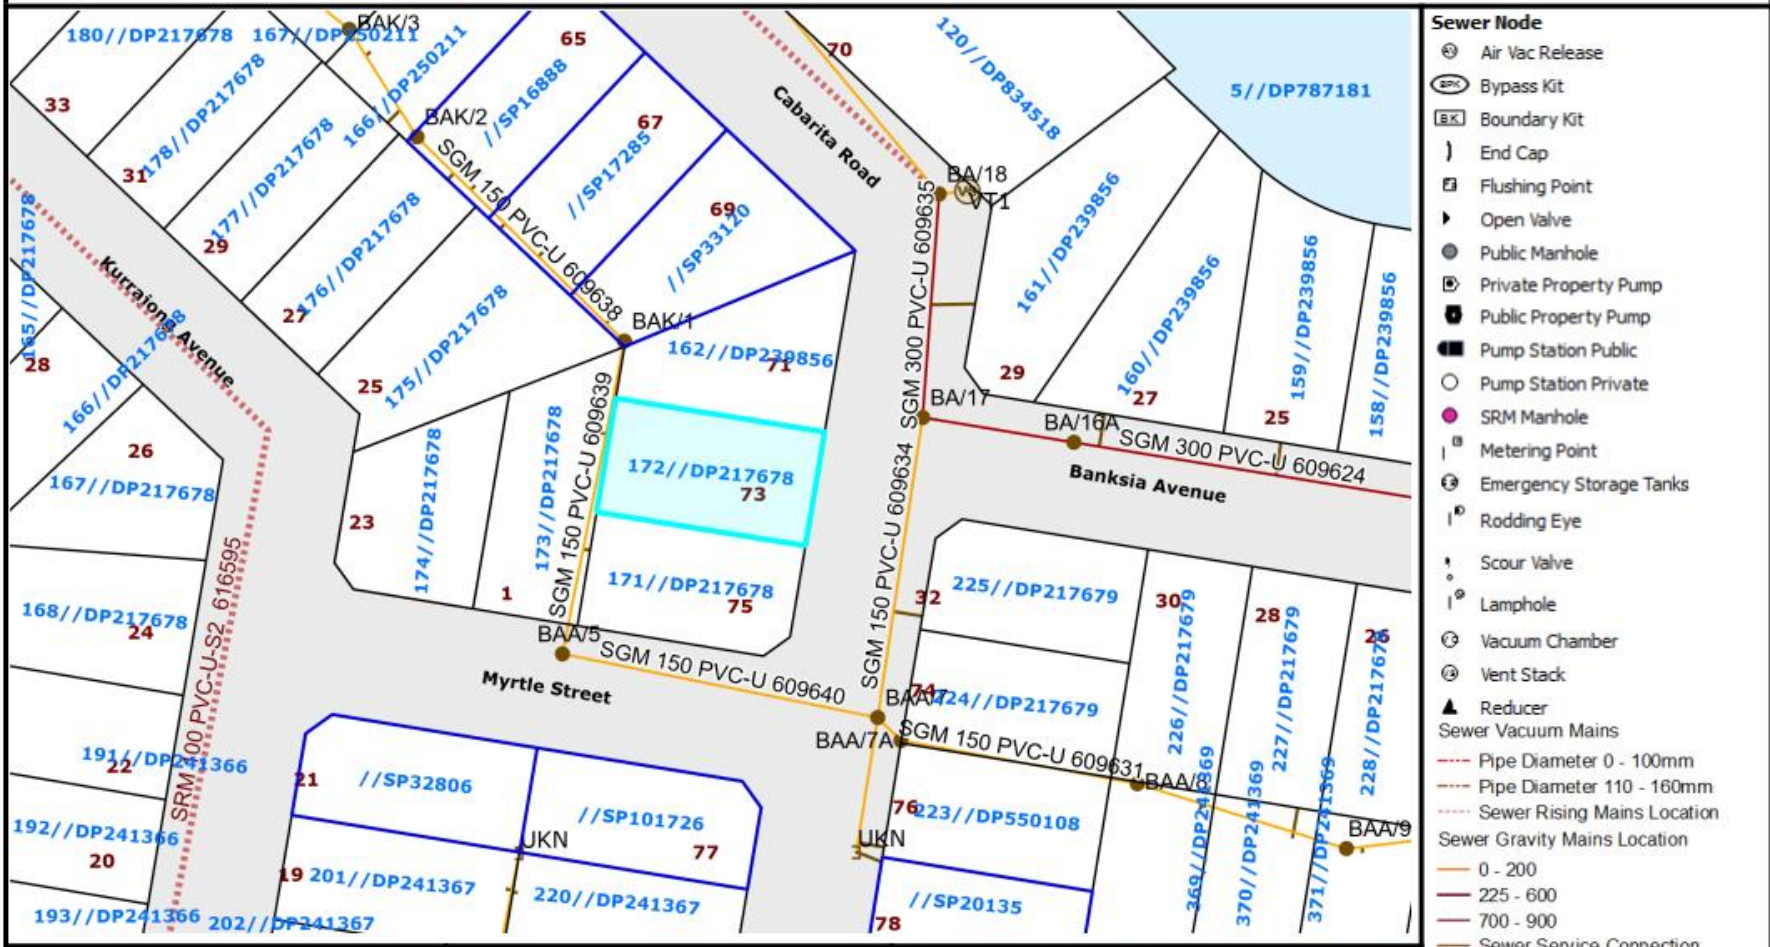 BAK/3
180//DP217678
167//DP250211
65
70
120//DP834518
5//DP787181
33
178//DP217678
166//DP250211
//SP16888
67
Cabarita Road
BAK/2
31
177//DP217678
SGM 150 PVC-U 609638
//SP17285
BA/18
VT1
29
176//DP217678
69
//SP33120
SGM 300 PVC-U 609635
161//DP239856
160//DP239856
159//DP239856
158//DP239856
165//DP217678
Kurrajong Avenue
27
175//DP217678
BAK/1
162//DP239856
71
28
166//DP217678
25
29
27
25
BA/17
BA/16A
SGM 300 PVC-U 609624
Banksia Avenue
26
167//DP217678
174//DP217678
173//DP217678
SGM 150 PVC-U 609639
172//DP217678
73
SGM 150 PVC-U 609634
23
1
171//DP217678
75
32
225//DP217679
30
28
26
168//DP217678
24
SRM 400 PVC-U-S2 616595
BAA/5
SGM 150 PVC-U 609640
Myrtle Street
74
224//DP217679
226//DP217679
227//DP217679
228//DP217679
BAA/7
BAA/7A
SGM 150 PVC-U 609631
BAA/8
191//DP241366
22
21
//SP32806
//SP101726
77
76
223//DP550108
369//DP241369
370//DP241369
371//DP241369
BAA/9
192//DP241366
20
UKN
UKN
19
201//DP241367
220//DP241367
//SP20135
78
193//DP241366
202//DP241367
Sewer Node
Air Vac Release
Bypass Kit
BK
Boundary Kit
End Cap
Flushing Point
Open Valve
Public Manhole
Private Property Pump
Public Property Pump
Pump Station Public
Pump Station Private
SRM Manhole
Metering Point
Emergency Storage Tanks
Rodding Eye
Scour Valve
Lamphole
Vacuum Chamber
Vent Stack
Reducer
Sewer Vacuum Mains
Pipe Diameter 0 - 100mm
Pipe Diameter 110 - 160mm
Sewer Rising Mains Location
Sewer Gravity Mains Location
0 - 200
225 - 600
700 - 900
Sewer Service Connection